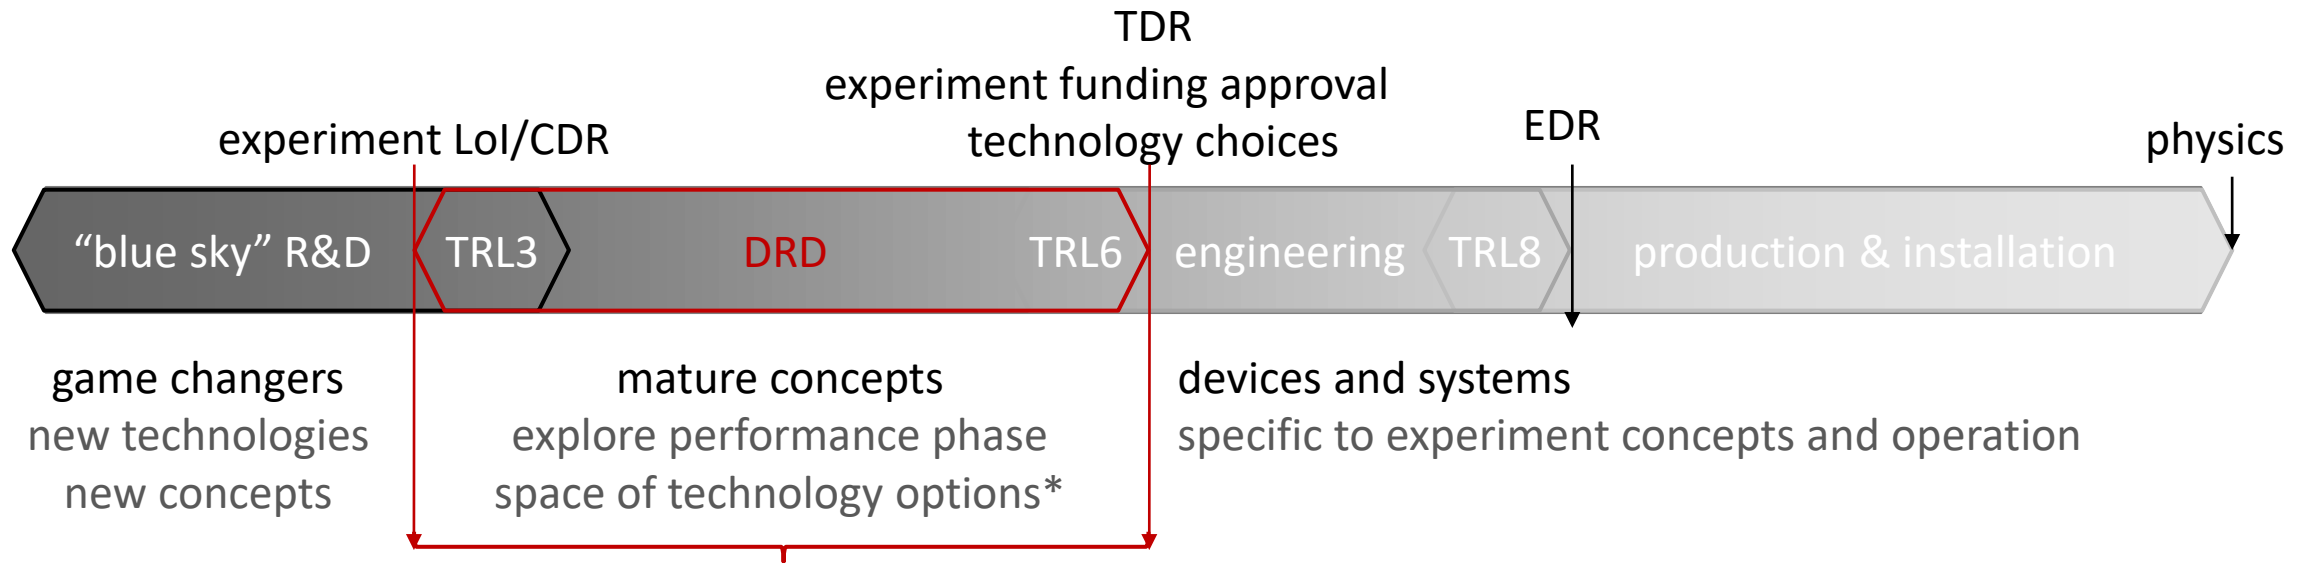 TDR
experiment funding approval
technology choices
experiment LoI/CDR
EDR
physics
“blue sky” R&D
TRL3
DRD
TRL6
engineering
TRL8
production & installation
game changers
new technologies
new concepts
mature concepts
explore performance phase
space of technology options*
devices and systems
specific to experiment concepts and operation